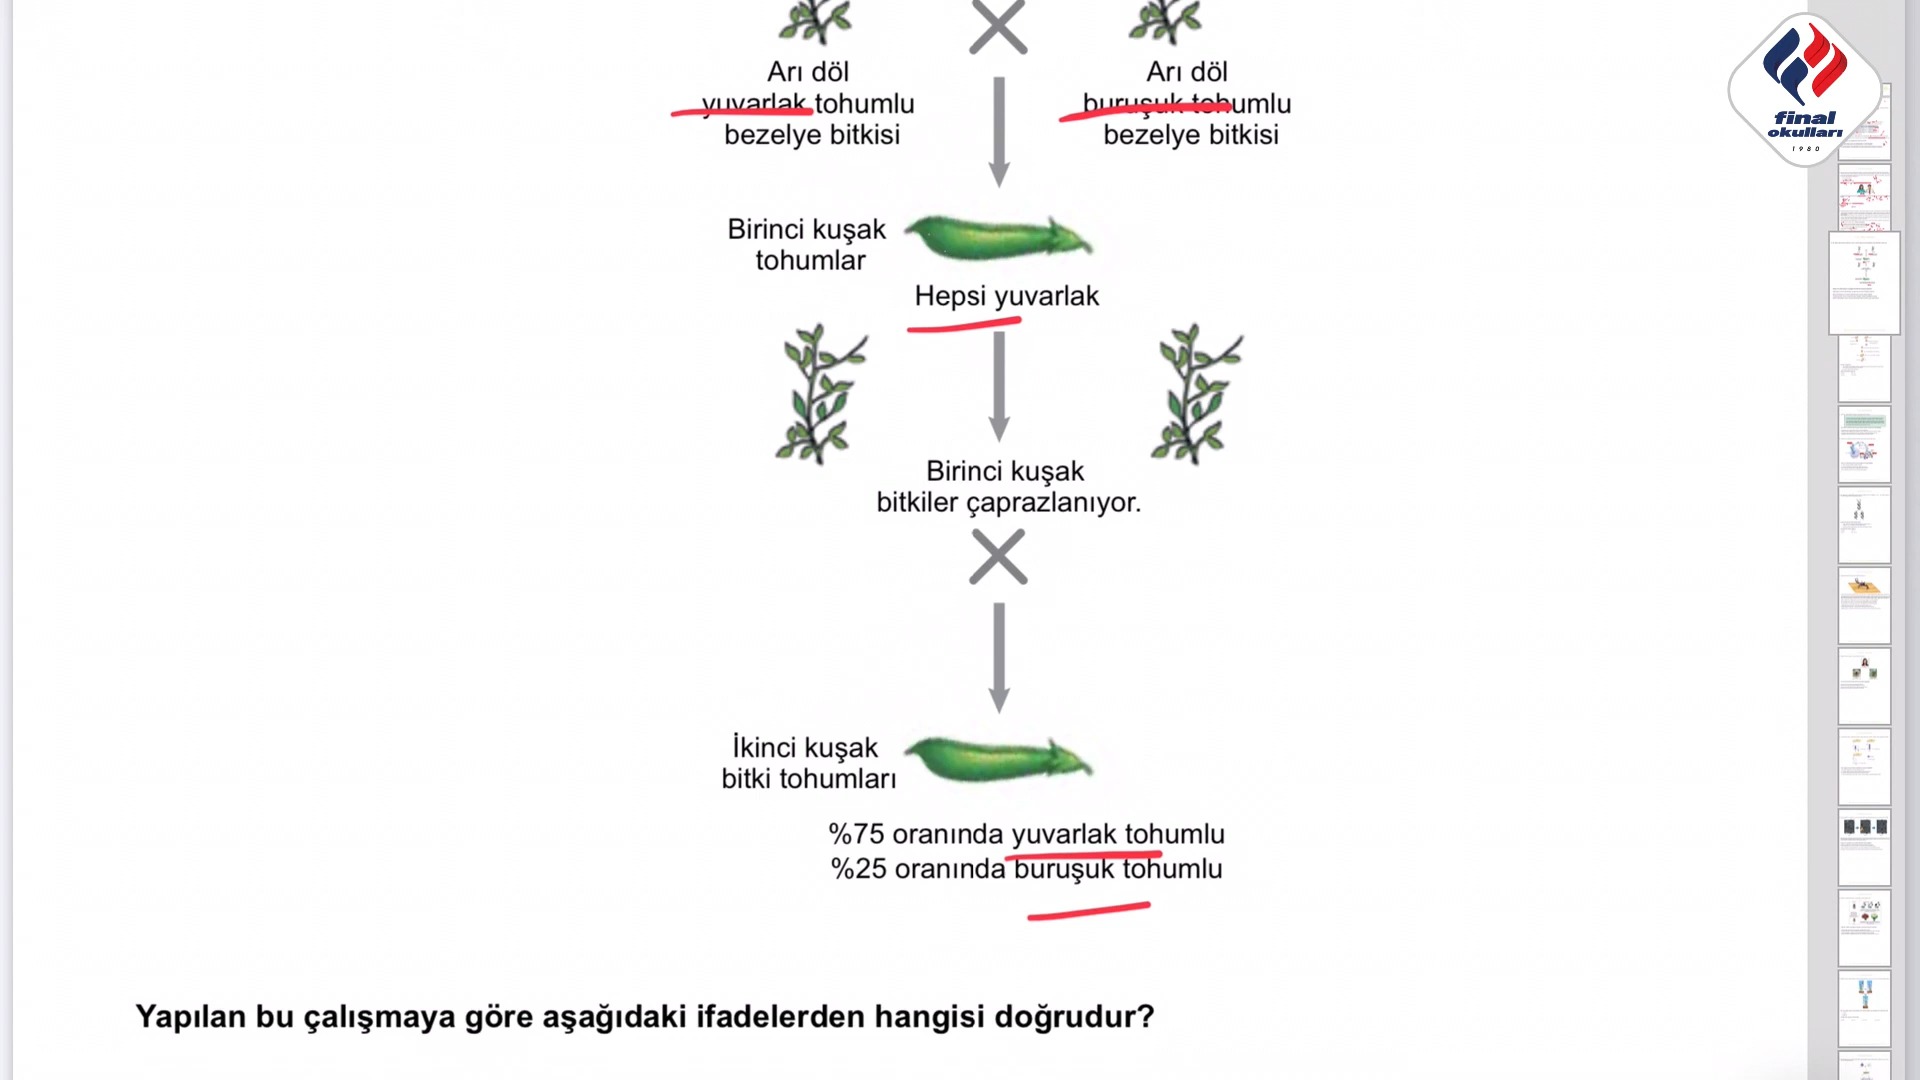 Arı döl
yuvarlak tohumlu
bezelye bitkisi
Arı döl
buruşuk tohumlu
bezelye bitkisi
Birinci kuşak
tohumlar
Hepsi yuvarlak
Birinci kuşak
bitkiler çaprazlanıyor.
İkinci kuşak
bitki tohumları
%75 oranında yuvarlak tohumlu
%25 oranında buruşuk tohumlu
Yapılan bu çalışmaya göre aşağıdaki ifadelerden hangisi doğrudur?
final
okulları
1980